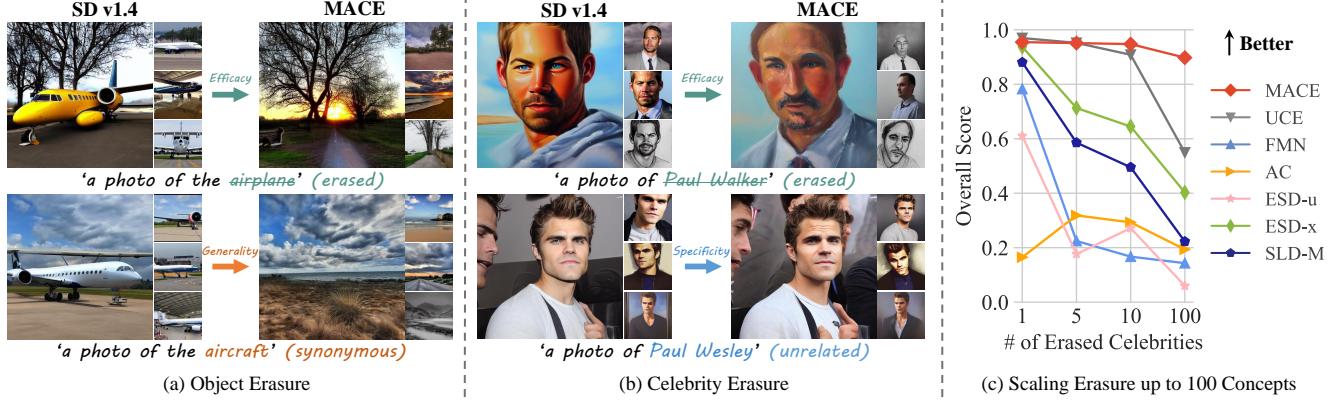 SD v1.4
MACE
Efficacy
'a photo of the airplane' (erased)
Generality
'a photo of the aircraft' (synonymous)
(a) Object Erasure
SD v1.4
MACE
Efficacy
'a photo of Paul Walker' (erased)
Specificity
'a photo of Paul Wesley' (unrelated)
(b) Celebrity Erasure
Overall Score
1.0
0.8
0.6
0.4
0.2
0.0
1 5 10 100
# of Erased Celebrities
Better
MACE
UCE
FMN
AC
ESD-u
ESD-x
SLD-M
(c) Scaling Erasure up to 100 Concepts